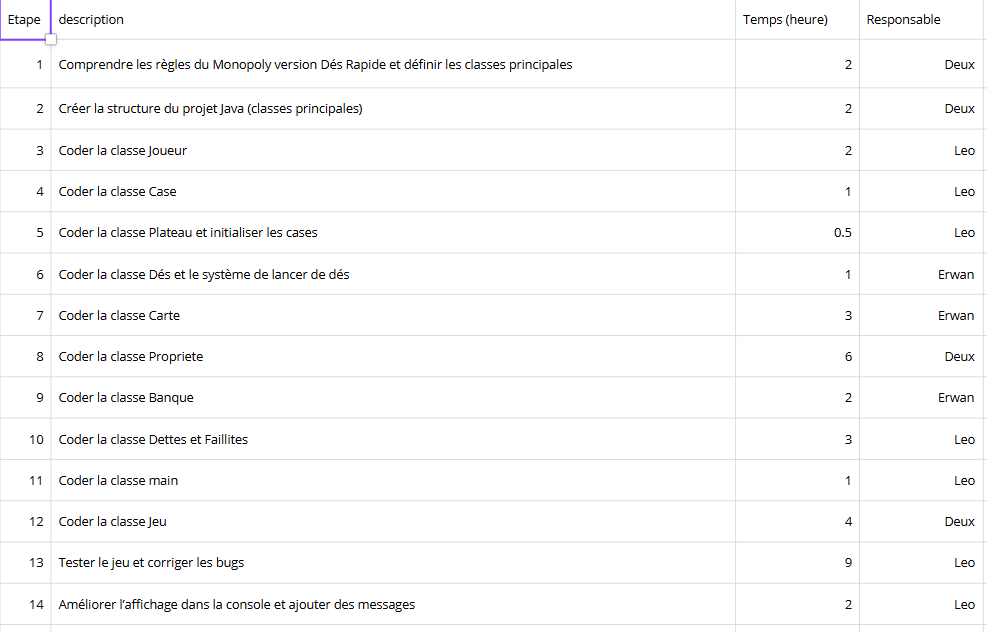 Etape description Temps (heure) Responsable
1 Comprendre les règles du Monopoly version Dés Rapide et définir les classes principales 2 Deux
2 Créer la structure du projet Java (classes principales) 2 Deux
3 Coder la classe Joueur 2 Leo
4 Coder la classe Case 1 Leo
5 Coder la classe Plateau et initialiser les cases 0.5 Leo
6 Coder la classe Dés et le système de lancer de dés 1 Erwan
7 Coder la classe Carte 3 Erwan
8 Coder la classe Propriete 6 Deux
9 Coder la classe Banque 2 Erwan
10 Coder la classe Dettes et Faillites 3 Leo
11 Coder la classe main 1 Leo
12 Coder la classe Jeu 4 Deux
13 Tester le jeu et corriger les bugs 9 Leo
14 Améliorer l’affichage dans la console et ajouter des messages 2 Leo